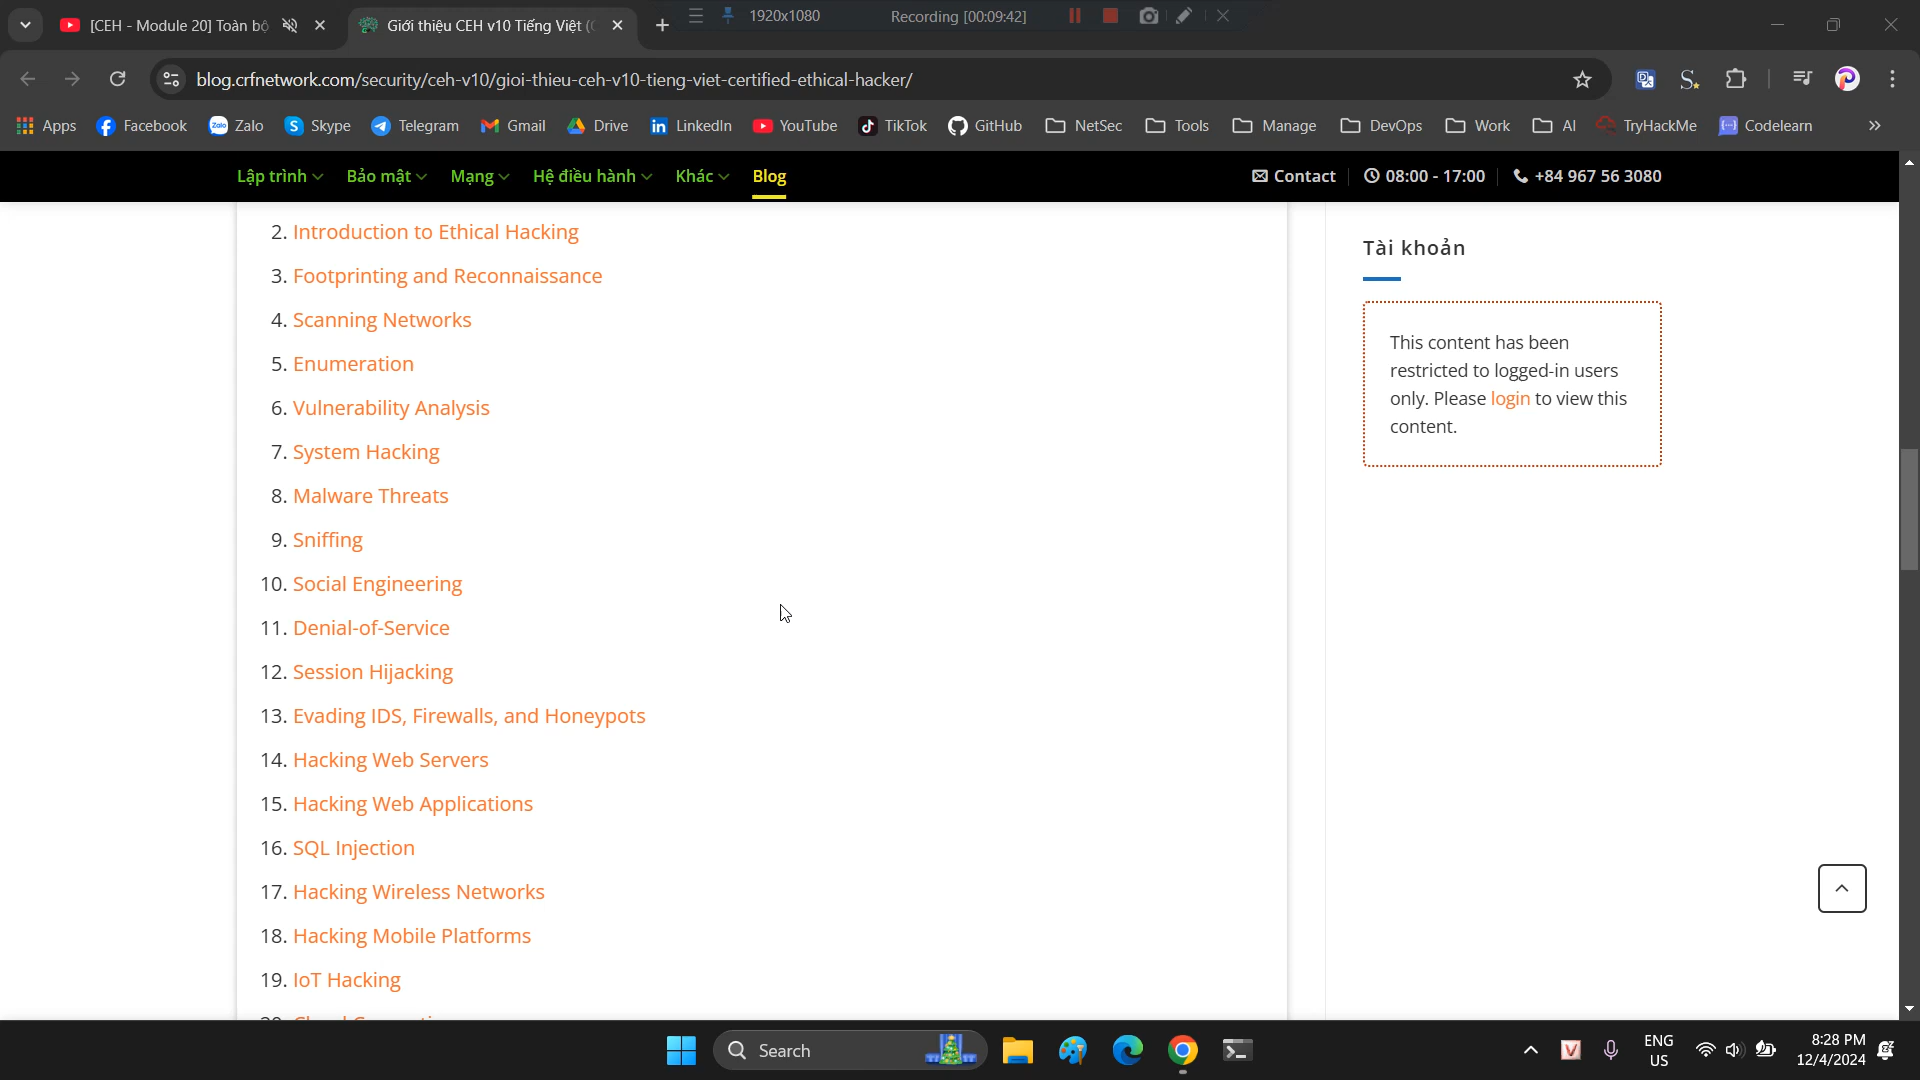 [CEH - Module 20] Toàn bộ
Giới thiệu CEH v10 Tiếng Việt (
1920x1080
Recording [00:09:42]
blog.crfnetwork.com/security/ceh-v10/gioi-thieu-ceh-v10-tieng-viet-certified-ethical-hacker/
Apps
Facebook
Zalo
Skype
Telegram
Gmail
Drive
LinkedIn
YouTube
TikTok
GitHub
NetSec
Tools
Manage
DevOps
Work
AI
TryHackMe
Codelearn
Lập trình
Bảo mật
Mạng
Hệ điều hành
Khác
Blog
Contact
08:00 - 17:00
+84 967 56 3080
2. Introduction to Ethical Hacking
3. Footprinting and Reconnaissance
4. Scanning Networks
5. Enumeration
6. Vulnerability Analysis
7. System Hacking
8. Malware Threats
9. Sniffing
10. Social Engineering
11. Denial-of-Service
12. Session Hijacking
13. Evading IDS, Firewalls, and Honeypots
14. Hacking Web Servers
15. Hacking Web Applications
16. SQL Injection
17. Hacking Wireless Networks
18. Hacking Mobile Platforms
19. IoT Hacking
Tài khoản
This content has been
restricted to logged-in users
only. Please login to view this
content.
Search
ENG
US
8:28 PM
12/4/2024